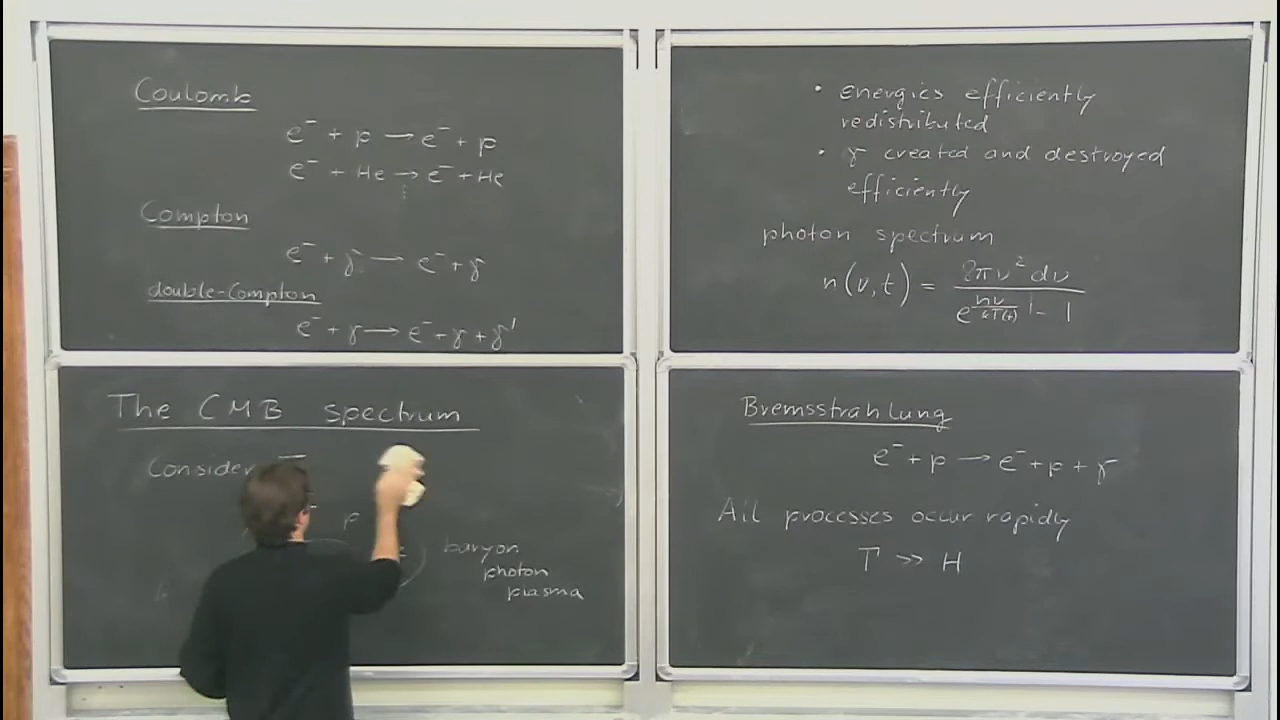 Coulomb
e⁻ + p → e⁻ + p
e⁻ + He → e⁻ + He
⋮
Compton
e⁻ + γ → e⁻ + γ
double-Compton
e⁻ + γ → e⁻ + γ + γ'
The CMB spectrum
Consider
p
baryon
photon
plasma
• energies efficiently
redistributed
• γ created and destroyed
efficiently
photon spectrum
n(ν,t) = 8πν² dν / (e^(hν/kT(t)) - 1)
Bremsstrahlung
e⁻ + p → e⁻ + p + γ
All processes occur rapidly
Γ >> H